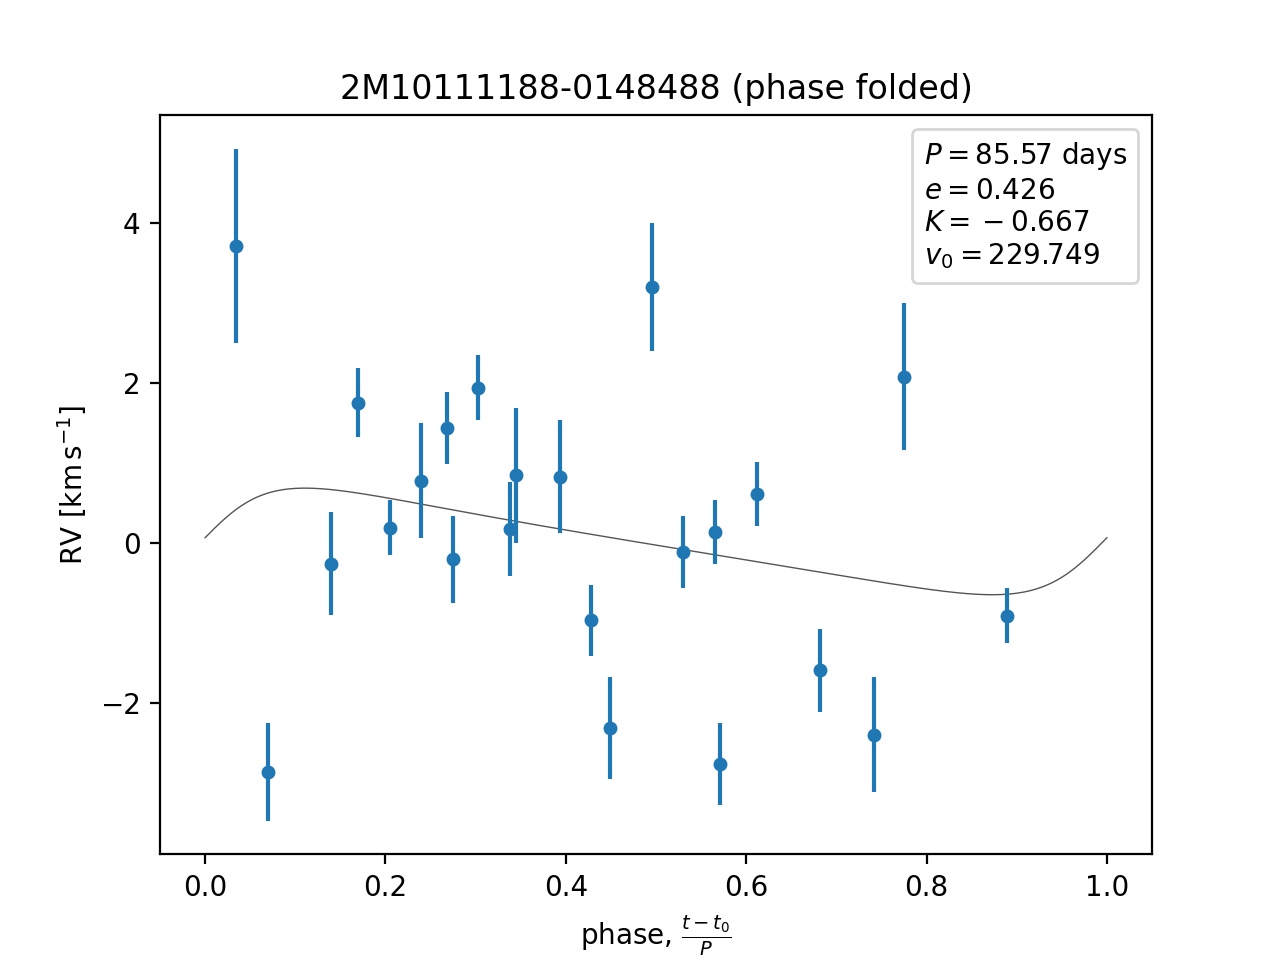 2M10111188-0148488 (phase folded)
P = 85.57 days
e = 0.426
K = −0.667
v₀ = 229.749
4
2
0
−2
RV [km s⁻¹]
0.0 0.2 0.4 0.6 0.8 1.0
phase, (t − t₀)/P